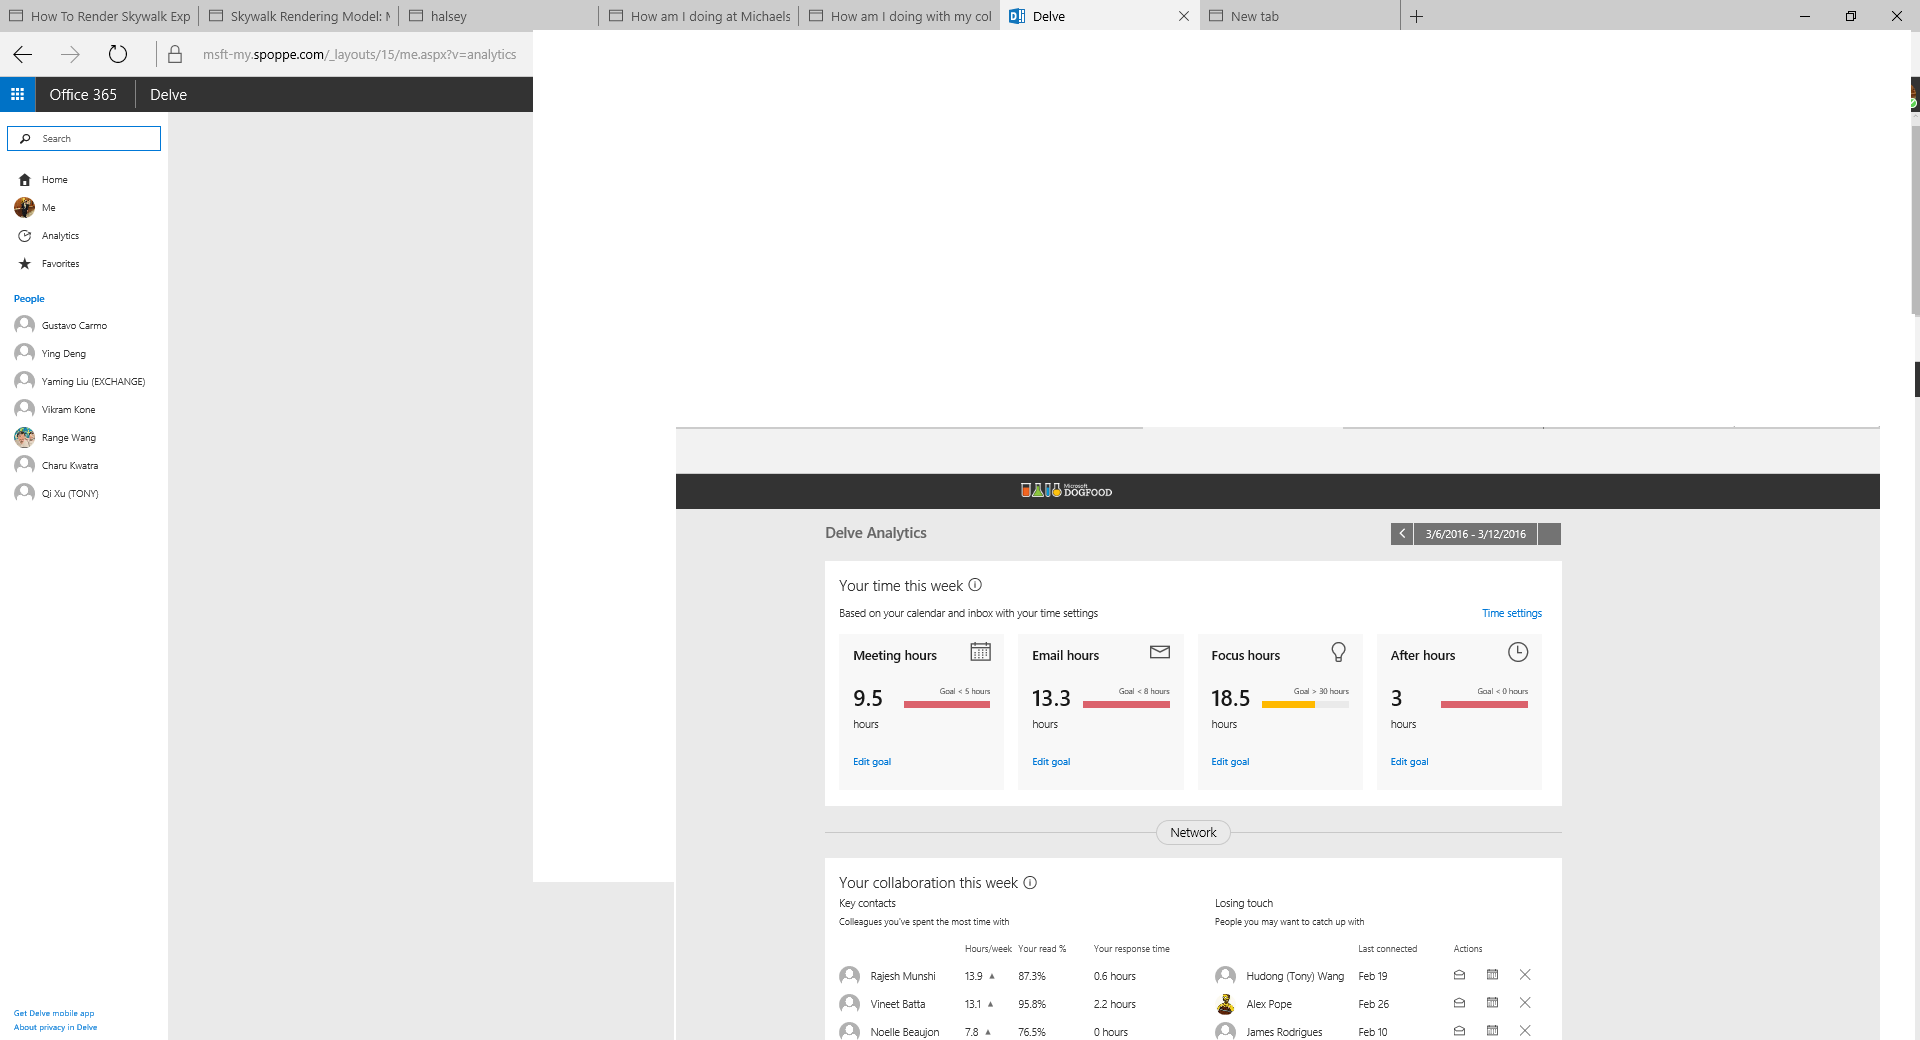 How To Render Skywalk Exp
Skywalk Rendering Model: M
halsey
How am I doing at Michaels
How am I doing with my col
Delve
New tab
msft-my.spoppe.com/_layouts/15/me.aspx?v=analytics
Office 365
Delve
Search
Home
Me
Analytics
Favorites
People
Gustavo Carmo
Ying Deng
Yaming Liu (EXCHANGE)
Vikram Kone
Range Wang
Charu Kwatra
Qi Xu (TONY)
Get Delve mobile app
About privacy in Delve
Microsoft
DOGFOOD
Delve Analytics
3/6/2016 - 3/12/2016
Your time this week
Based on your calendar and inbox with your time settings
Time settings
Meeting hours
Goal < 5 hours
9.5
hours
Edit goal
Email hours
Goal < 8 hours
13.3
hours
Edit goal
Focus hours
Goal > 30 hours
18.5
hours
Edit goal
After hours
Goal < 0 hours
3
hours
Edit goal
Network
Your collaboration this week
Key contacts
Colleagues you've spent the most time with
Hours/week Your read % Your response time
Rajesh Munshi 13.9 ▲ 87.3% 0.6 hours
Vineet Batta 13.1 ▲ 95.8% 2.2 hours
Noelle Beaujon 7.8 ▲ 76.5% 0 hours
Losing touch
People you may want to catch up with
Last connected Actions
Hudong (Tony) Wang Feb 19
Alex Pope Feb 26
James Rodrigues Feb 10